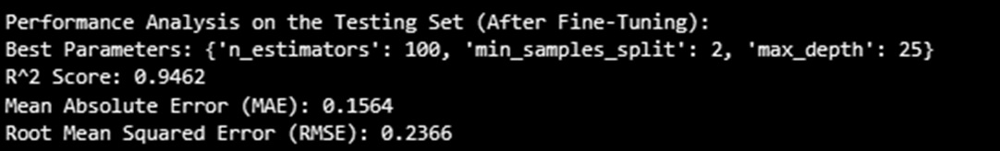 Performance Analysis on the Testing Set (After Fine-Tuning):
Best Parameters: {'n_estimators': 100, 'min_samples_split': 2, 'max_depth': 25}
R^2 Score: 0.9462
Mean Absolute Error (MAE): 0.1564
Root Mean Squared Error (RMSE): 0.2366